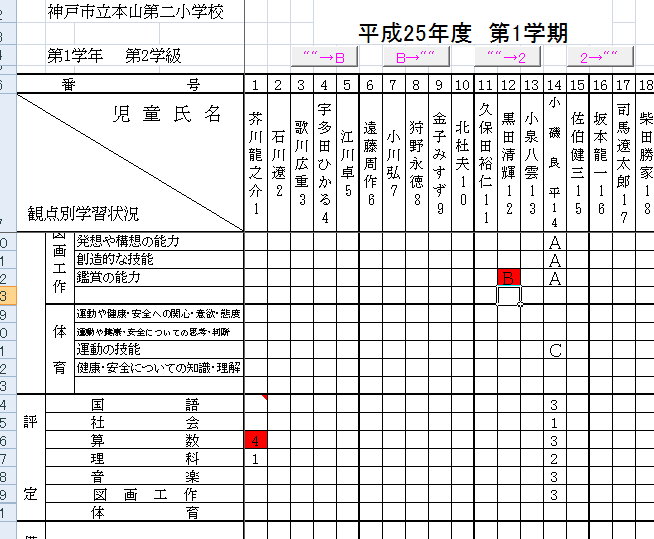 神戸市立本山第二小学校
平成25年度 第1学期
第1学年 第2学級
""→B B→"" ""→2 2→""
番 号 1 2 3 4 5 6 7 8 9 10 11 12 13 14 15 16 17 18
児 童 氏 名
芥川龍之介1
石川遼2
歌川広重3
宇多田ひかる4
江川卓5
遠藤周作6
小川弘7
狩野永徳8
金子みすず9
北杜夫10
久保田裕仁11
黒田清輝12
小泉八雲13
小磯良平14
佐伯健三15
坂本龍一16
司馬遼太郎17
柴田勝家18
観点別学習状況
図画工作
発想や構想の能力 A
創造的な技能 A
鑑賞の能力 B A
体育
運動や健康・安全への関心・意欲・態度
運動や健康・安全についての思考・判断
運動の技能 C
健康・安全についての知識・理解
評定
国 語 3
社 会 1
算 数 4 3
理 科 1 2
音 楽 3
図 画 工 作 3
体 育